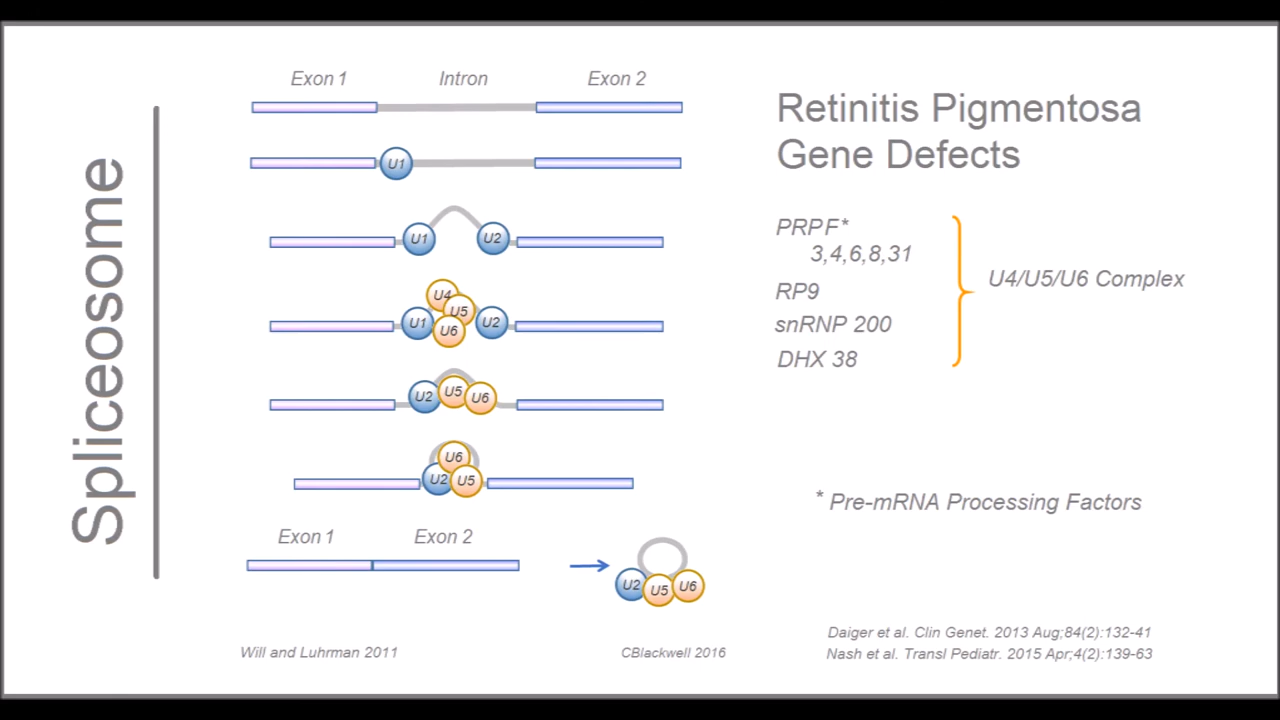 Spliceosome
Exon 1 Intron Exon 2
U1
U1 U2
U4
U5
U1 U6 U2
U2 U5 U6
U6
U2 U5
Exon 1 Exon 2
U2 U5 U6
Will and Luhrman 2011
CBlackwell 2016
Retinitis Pigmentosa
Gene Defects
PRPF*
3,4,6,8,31
RP9
snRNP 200
DHX 38
U4/U5/U6 Complex
* Pre-mRNA Processing Factors
Daiger et al. Clin Genet. 2013 Aug;84(2):132-41
Nash et al. Transl Pediatr. 2015 Apr;4(2):139-63